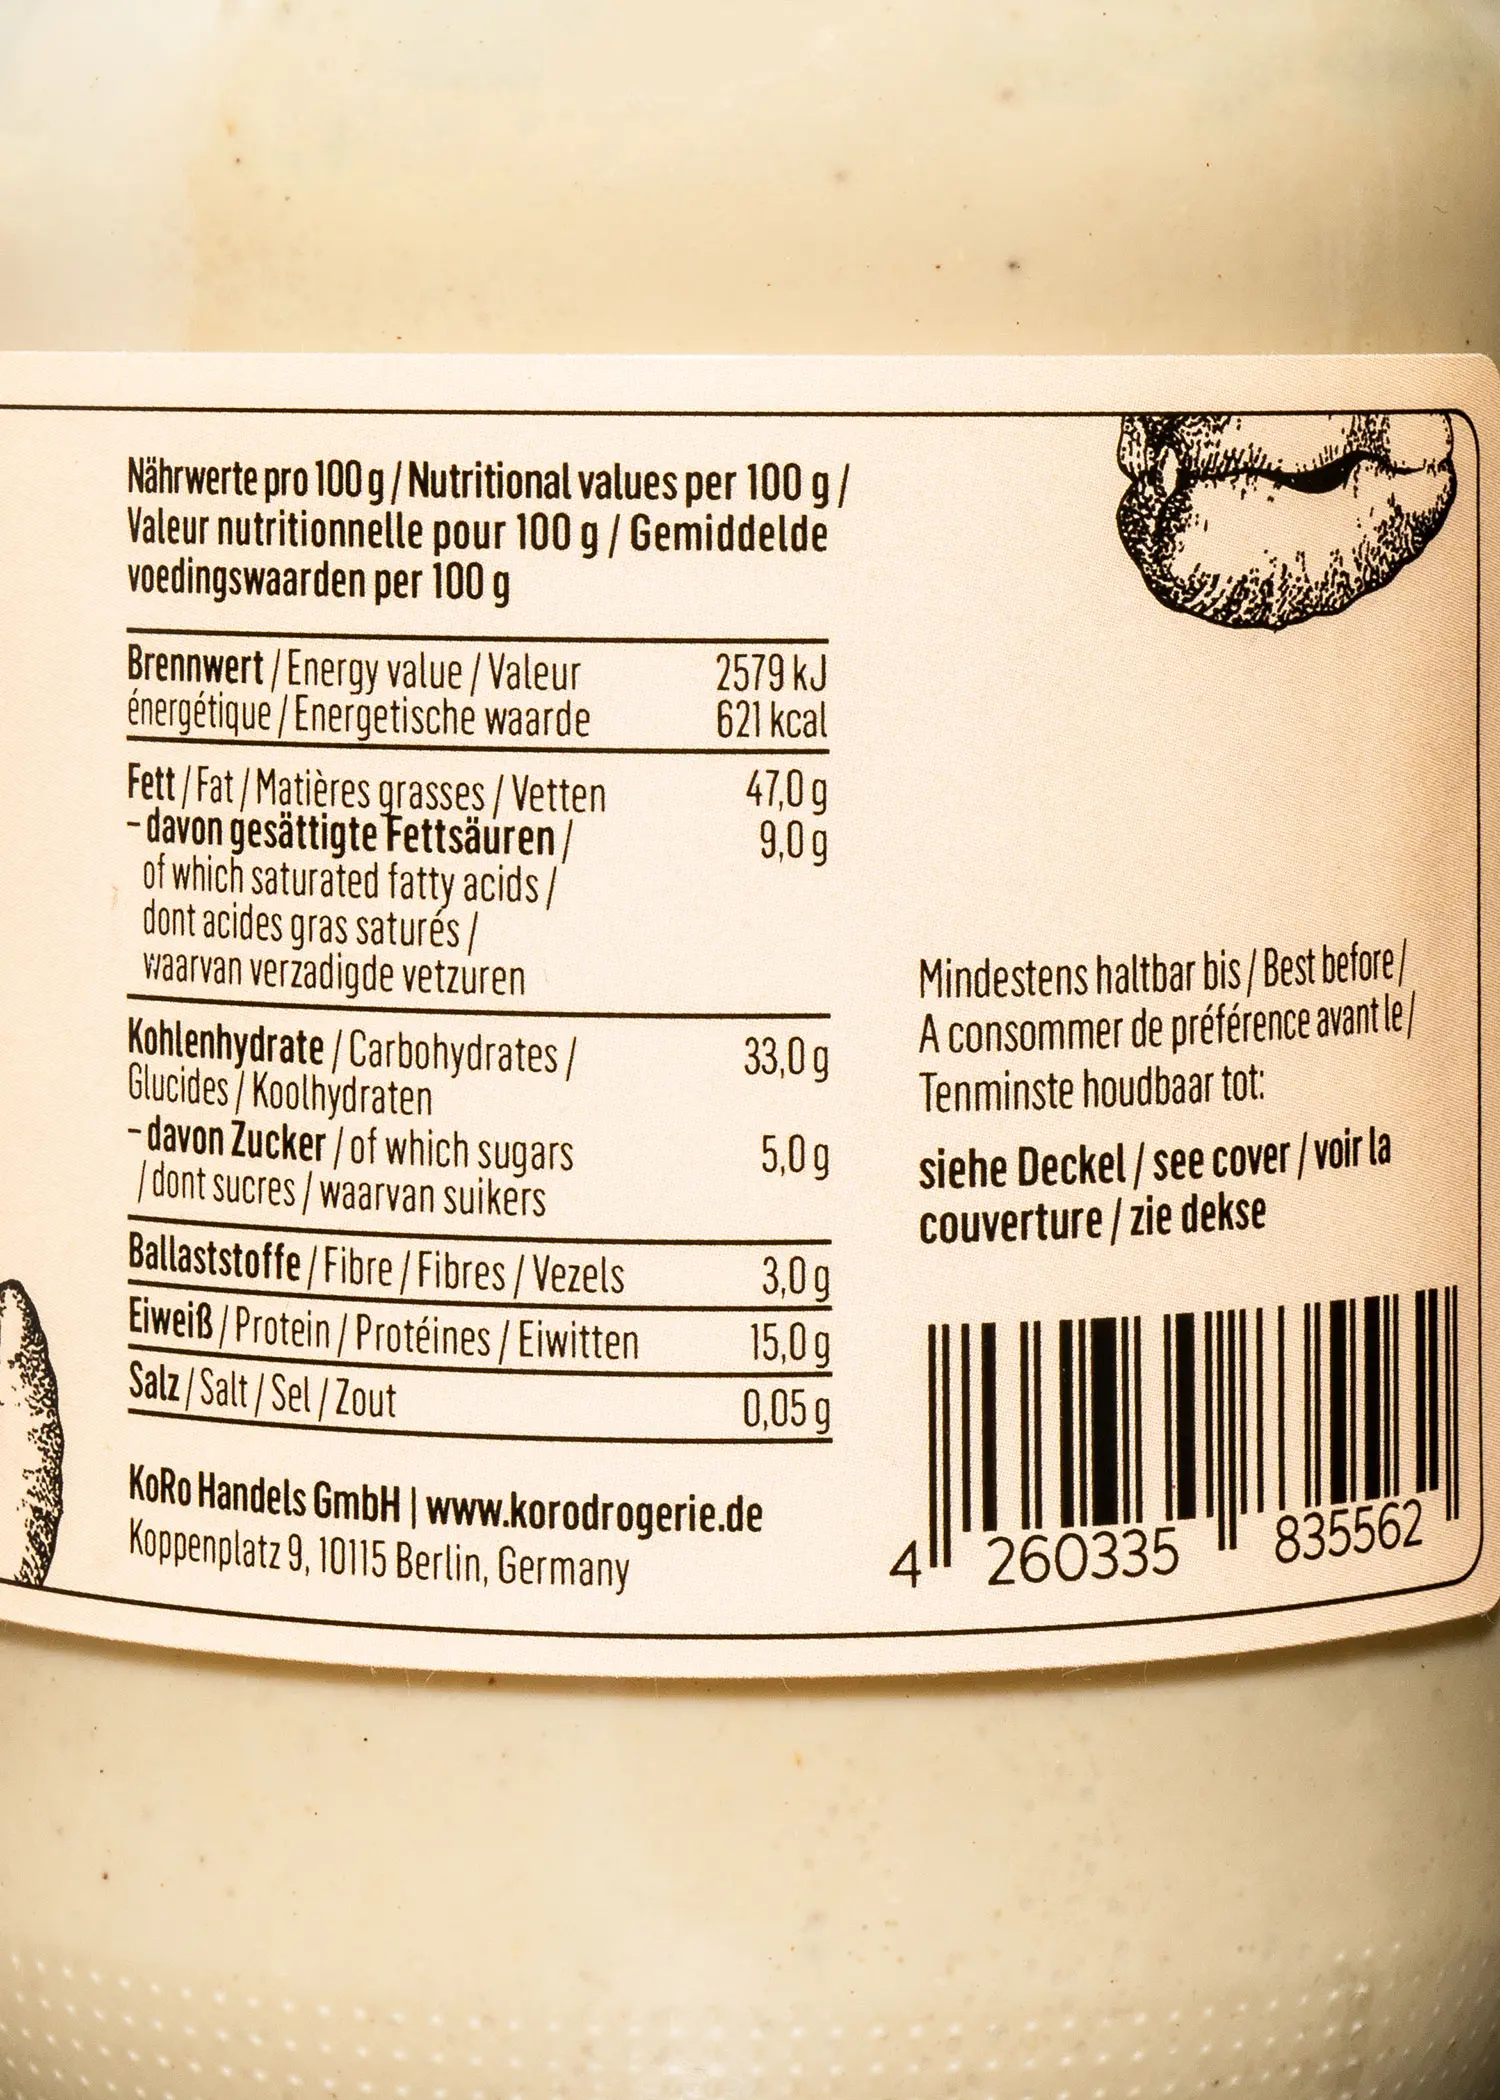 Nährwerte pro 100 g / Nutritional values per 100 g /
Valeur nutritionnelle pour 100 g / Gemiddelde
voedingswaarden per 100 g
Brennwert / Energy value / Valeur 2579 kJ
énergétique / Energetische waarde 621 kcal
Fett / Fat / Matières grasses / Vetten 47,0 g
- davon gesättigte Fettsäuren / 9,0 g
of which saturated fatty acids /
dont acides gras saturés /
waarvan verzadigde vetzuren
Kohlenhydrate / Carbohydrates / 33,0 g
Glucides / Koolhydraten
- davon Zucker / of which sugars 5,0 g
/ dont sucres / waarvan suikers
Ballaststoffe / Fibre / Fibres / Vezels 3,0 g
Eiweiß / Protein / Protéines / Eiwitten 15,0 g
Salz / Salt / Sel / Zout 0,05 g
KoRo Handels GmbH | www.korodrogerie.de
Koppenplatz 9, 10115 Berlin, Germany
Mindestens haltbar bis / Best before /
A consommer de préférence avant le /
Tenminste houdbaar tot:
siehe Deckel / see cover / voir la
couverture / zie dekse
4 260335 835562